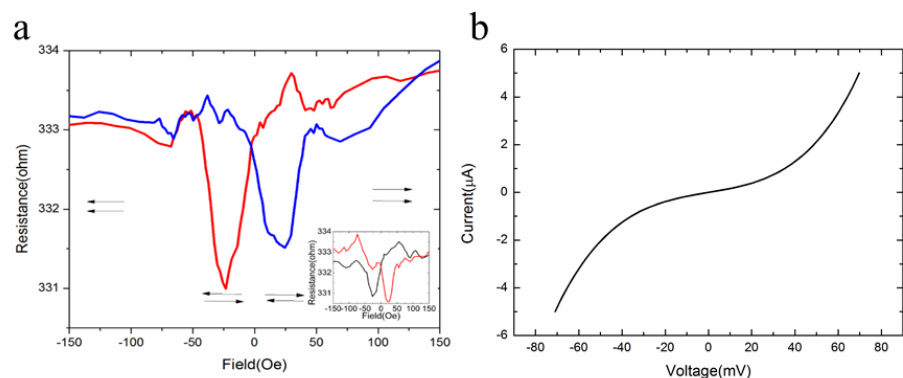 a
334
333
332
331
Resistance(ohm)
-150 -100 -50 0 50 100 150
Field(Oe)
334
333
332
331
Resistance(ohm)
-150 -100 -50 0 50 100 150
Field(Oe)
b
6
4
2
0
-2
-4
-6
Current(μA)
-80 -60 -40 -20 0 20 40 60 80
Voltage(mV)